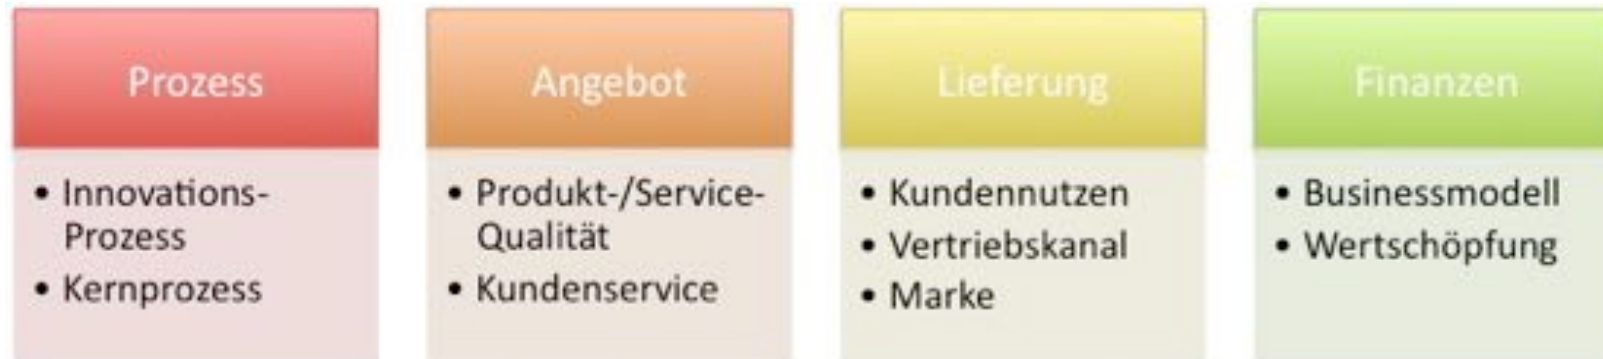 Prozess
• Innovations-
Prozess
• Kernprozess
Angebot
• Produkt-/Service-
Qualität
• Kundenservice
Lieferung
• Kundennutzen
• Vertriebskanal
• Marke
Finanzen
• Businessmodell
• Wertschöpfung